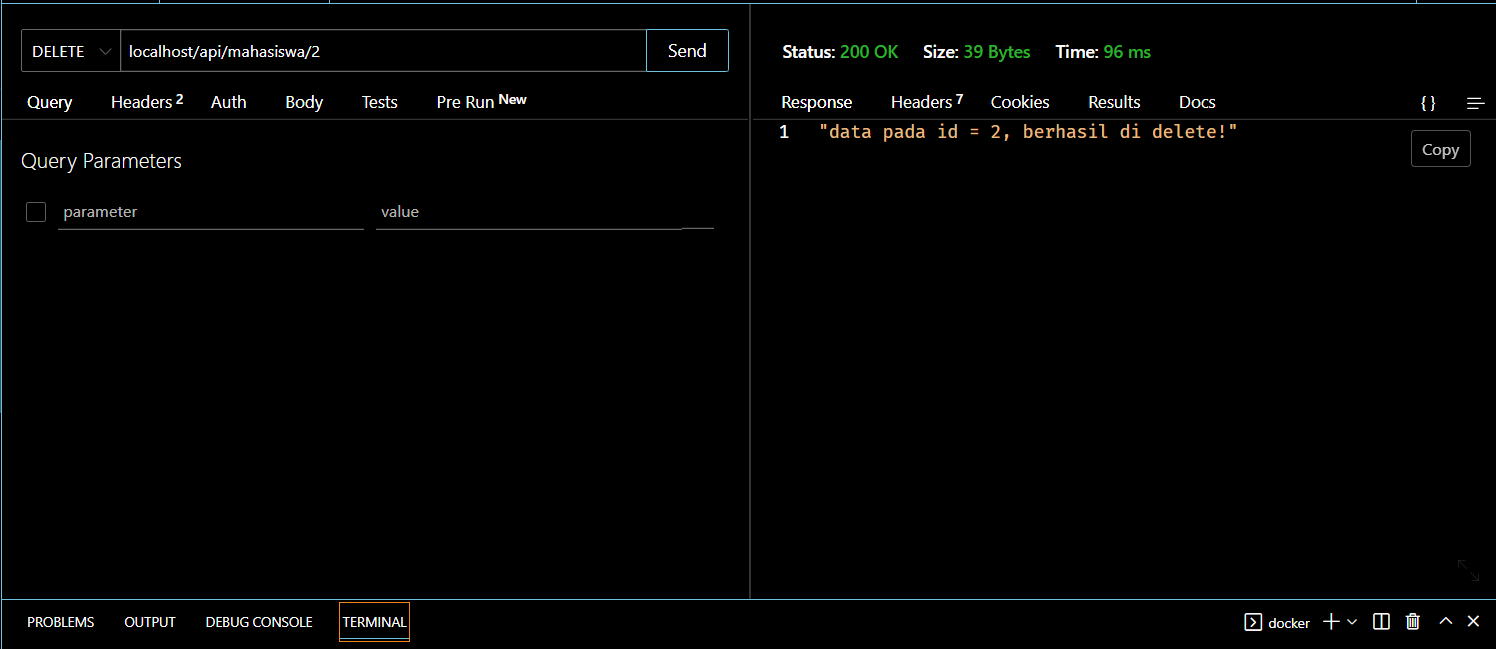 DELETE localhost/api/mahasiswa/2 Send
Query Headers 2 Auth Body Tests Pre Run New
Query Parameters
parameter value
Status: 200 OK Size: 39 Bytes Time: 96 ms
Response Headers 7 Cookies Results Docs {}
1 "data pada id = 2, berhasil di delete!"
Copy
PROBLEMS OUTPUT DEBUG CONSOLE TERMINAL docker